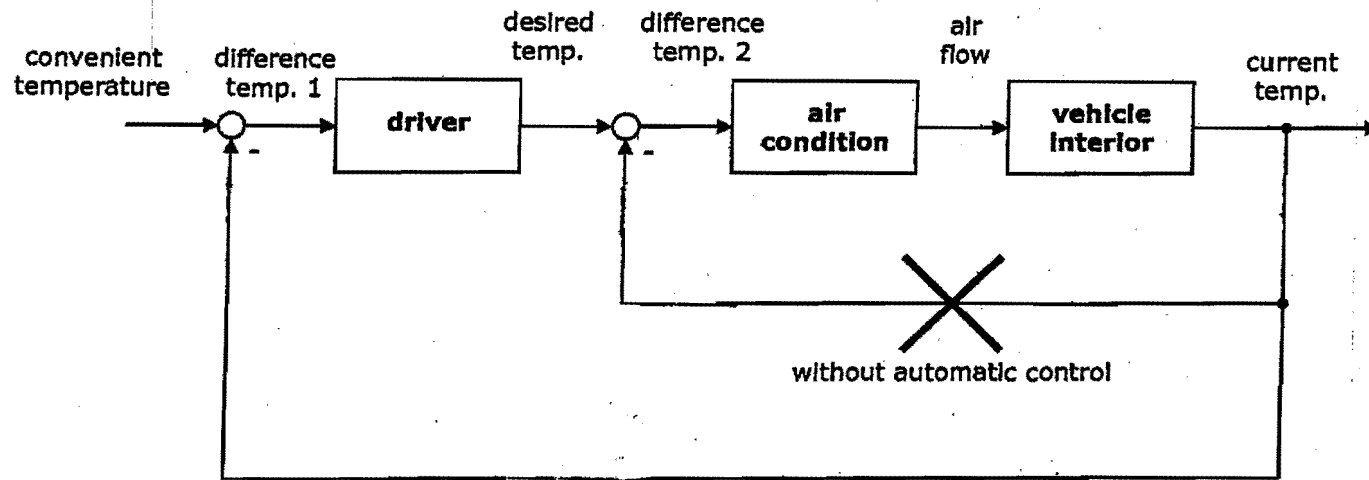 convenient
temperature
difference
temp. 1
driver
desired
temp.
difference
temp. 2
air
condition
air
flow
vehicle
interior
current
temp.
-
-
without automatic control